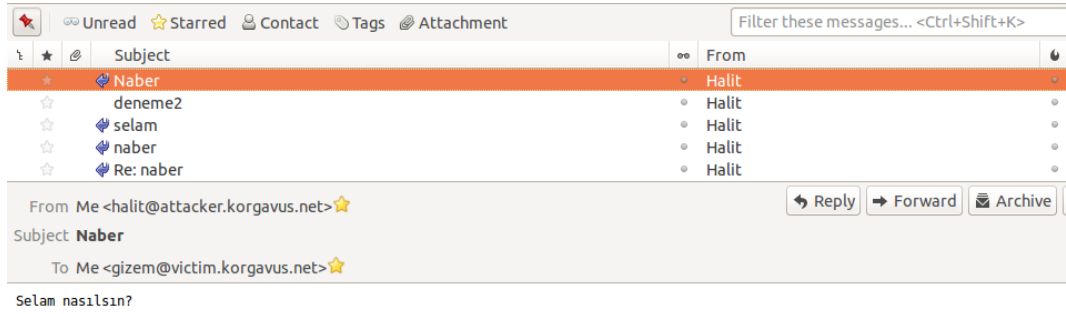 Unread Starred Contact Tags Attachment Filter these messages... <Ctrl+Shift+K>
Subject From
Naber Halit
deneme2 Halit
selam Halit
naber Halit
Re: naber Halit
From Me <halit@attacker.korgavus.net> Reply Forward Archive
Subject Naber
To Me <gizem@victim.korgavus.net>
Selam nasılsın?